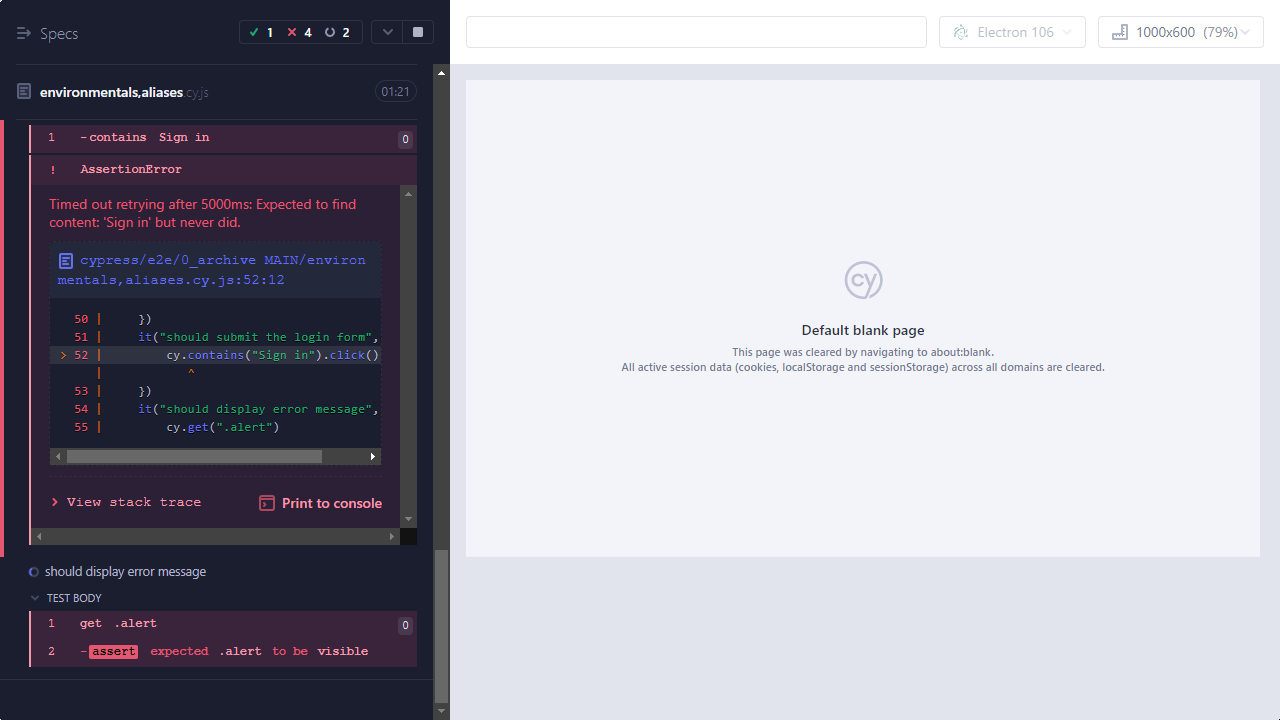 Specs
1 4 2
Electron 106
1000x600 (79%)
environmentals,aliases.cy.js
01:21
1 -contains Sign in 0
! AssertionError
Timed out retrying after 5000ms: Expected to find
content: 'Sign in' but never did.
cypress/e2e/0_archive MAIN/environ
mentals,aliases.cy.js:52:12
50 | })
51 | it("should submit the login form",
> 52 | cy.contains("Sign in").click()
| ^
53 | })
54 | it("should display error message",
55 | cy.get(".alert")
View stack trace
Print to console
should display error message
TEST BODY
1 get .alert 0
2 -assert expected .alert to be visible
cy
Default blank page
This page was cleared by navigating to about:blank.
All active session data (cookies, localStorage and sessionStorage) across all domains are cleared.